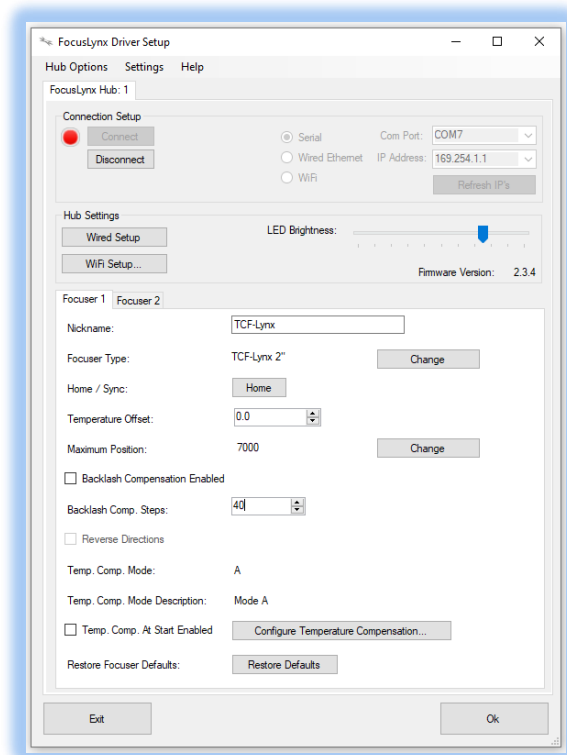 FocusLynx Driver Setup
Hub Options Settings Help
FocusLynx Hub: 1
Connection Setup
Connect
Disconnect
Serial
Wired Ethernet
WiFi
Com Port: COM7
IP Address: 169.254.1.1
Refresh IP's
Hub Settings
Wired Setup
WiFi Setup...
LED Brightness:
Firmware Version: 2.3.4
Focuser 1 Focuser 2
Nickname: TCF-Lynx
Focuser Type: TCF-Lynx 2" Change
Home / Sync: Home
Temperature Offset: 0.0
Maximum Position: 7000 Change
Backlash Compensation Enabled
Backlash Comp. Steps: 40
Reverse Directions
Temp. Comp. Mode: A
Temp. Comp. Mode Description: Mode A
Temp. Comp. At Start Enabled Configure Temperature Compensation...
Restore Focuser Defaults: Restore Defaults
Exit Ok